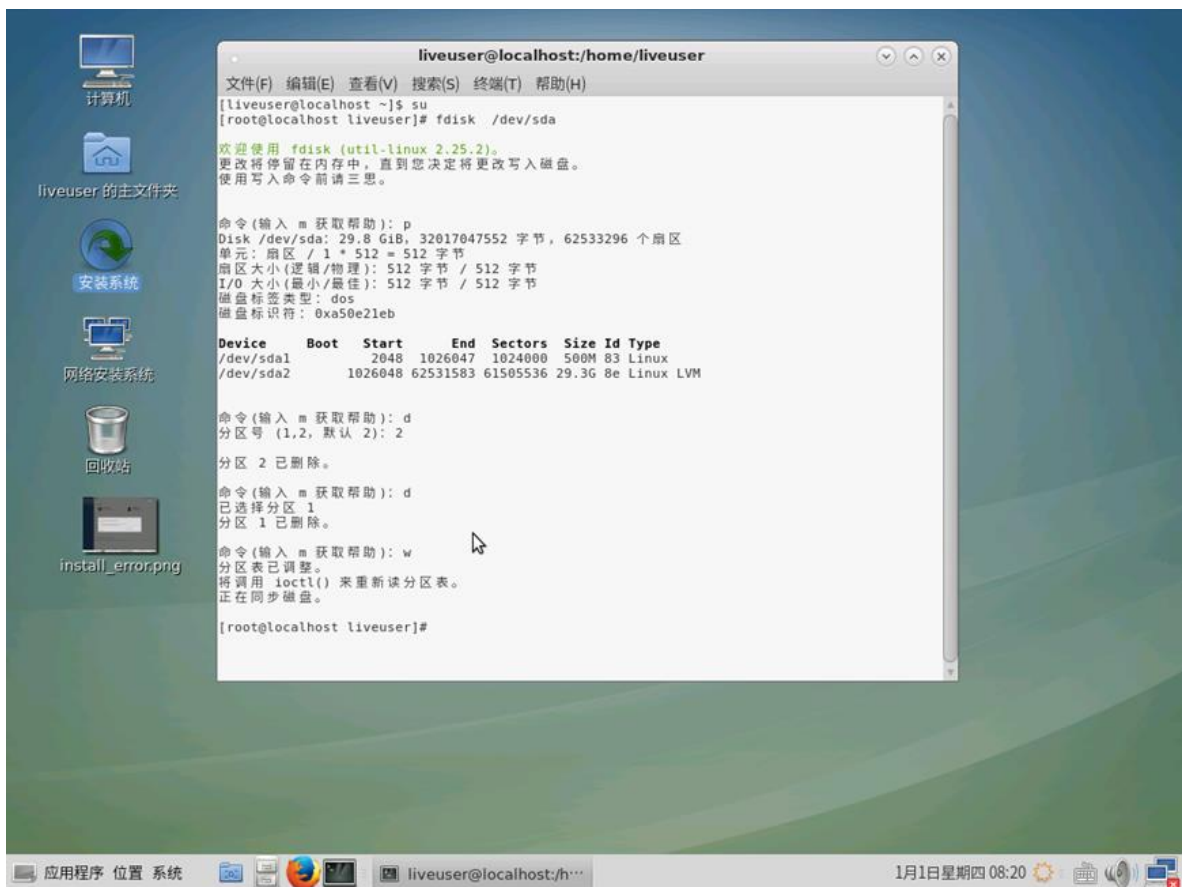 计算机
liveuser 的主文件夹
安装系统
网络安装系统
回收站
install_error.png
liveuser@localhost:/home/liveuser
文件(F) 编辑(E) 查看(V) 搜索(S) 终端(T) 帮助(H)
[liveuser@localhost ~]$ su
[root@localhost liveuser]# fdisk  /dev/sda
欢迎使用 fdisk (util-linux 2.25.2)。
更改将停留在内存中，直到您决定将更改写入磁盘。
使用写入命令前请三思。
命令(输入 m 获取帮助)：p
Disk /dev/sda：29.8 GiB，32017047552 字节，62533296 个扇区
单元：扇区 / 1 * 512 = 512 字节
扇区大小(逻辑/物理)：512 字节 / 512 字节
I/O 大小(最小/最佳)：512 字节 / 512 字节
磁盘标签类型：dos
磁盘标识符：0xa50e21eb
Device     Boot   Start      End  Sectors  Size Id Type
/dev/sda1          2048  1026047  1024000  500M 83 Linux
/dev/sda2       1026048 62531583 61505536 29.3G 8e Linux LVM
命令(输入 m 获取帮助)：d
分区号 (1,2, 默认 2)：2
分区 2 已删除。
命令(输入 m 获取帮助)：d
已选择分区 1
分区 1 已删除。
命令(输入 m 获取帮助)：w
分区表已调整。
将调用 ioctl() 来重新读分区表。
正在同步磁盘。
[root@localhost liveuser]#
应用程序 位置 系统
liveuser@localhost:/h…
1月1日星期四 08:20